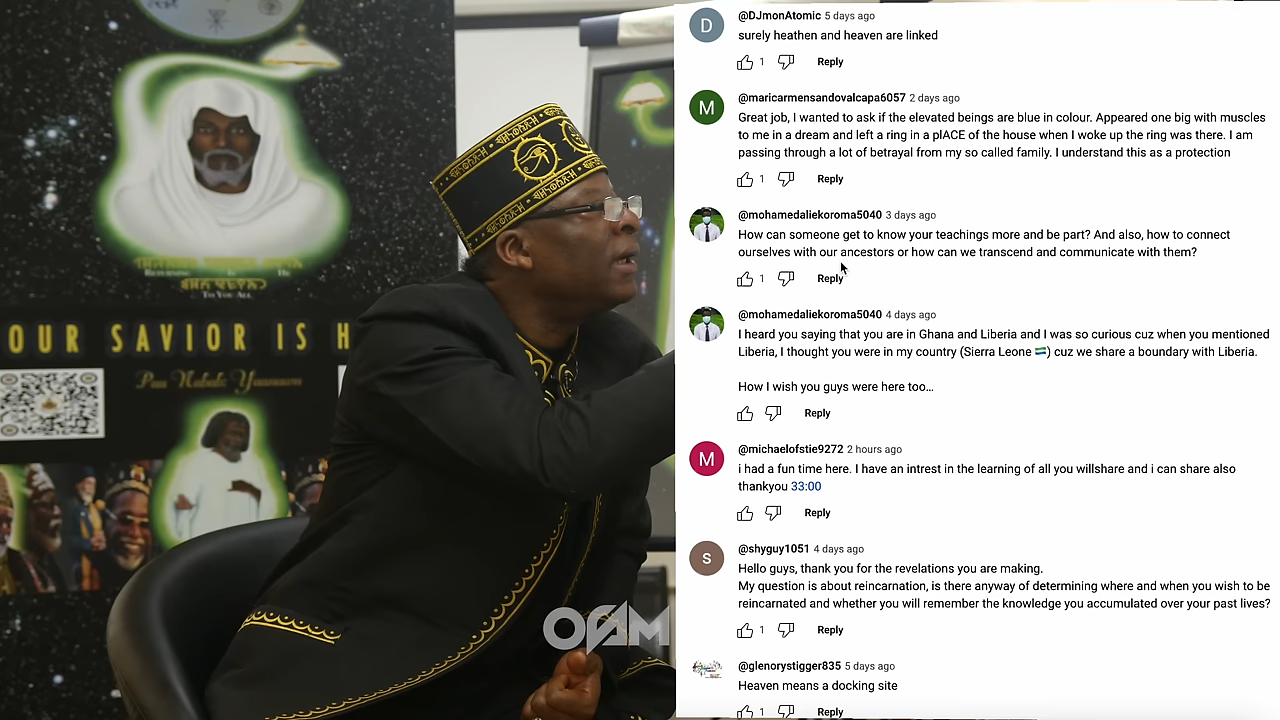 OUR SAVIOR IS H
RETURNING IS HE
TO YOU ALL
@DJmonAtomic 5 days ago
surely heathen and heaven are linked
1 Reply
@maricarmensandovalcapa6057 2 days ago
Great job, I wanted to ask if the elevated beings are blue in colour. Appeared one big with muscles
to me in a dream and left a ring in a plACE of the house when I woke up the ring was there. I am
passing through a lot of betrayal from my so called family. I understand this as a protection
1 Reply
@mohamedaliekoroma5040 3 days ago
How can someone get to know your teachings more and be part? And also, how to connect
ourselves with our ancestors or how can we transcend and communicate with them?
1 Reply
@mohamedaliekoroma5040 4 days ago
I heard you saying that you are in Ghana and Liberia and I was so curious cuz when you mentioned
Liberia, I thought you were in my country (Sierra Leone 🇸🇱) cuz we share a boundary with Liberia.
How I wish you guys were here too...
Reply
@michaelofstie9272 2 hours ago
i had a fun time here. I have an intrest in the learning of all you willshare and i can share also
thankyou 33:00
Reply
@shyguy1051 4 days ago
Hello guys, thank you for the revelations you are making.
My question is about reincarnation, is there anyway of determining where and when you wish to be
reincarnated and whether you will remember the knowledge you accumulated over your past lives?
1 Reply
@glenorystigger835 5 days ago
Heaven means a docking site
1 Reply
D
M
M
S